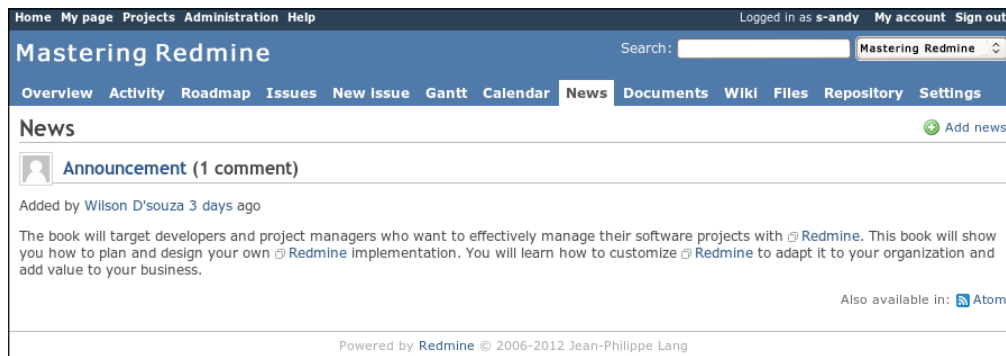 Home My page Projects Administration Help Logged in as s-andy My account Sign out
Mastering Redmine Search: Mastering Redmine
Overview Activity Roadmap Issues New issue Gantt Calendar News Documents Wiki Files Repository Settings
News Add news
Announcement (1 comment)
Added by Wilson D'souza 3 days ago
The book will target developers and project managers who want to effectively manage their software projects with Redmine. This book will show
you how to plan and design your own Redmine implementation. You will learn how to customize Redmine to adapt it to your organization and
add value to your business.
Also available in: Atom
Powered by Redmine © 2006-2012 Jean-Philippe Lang